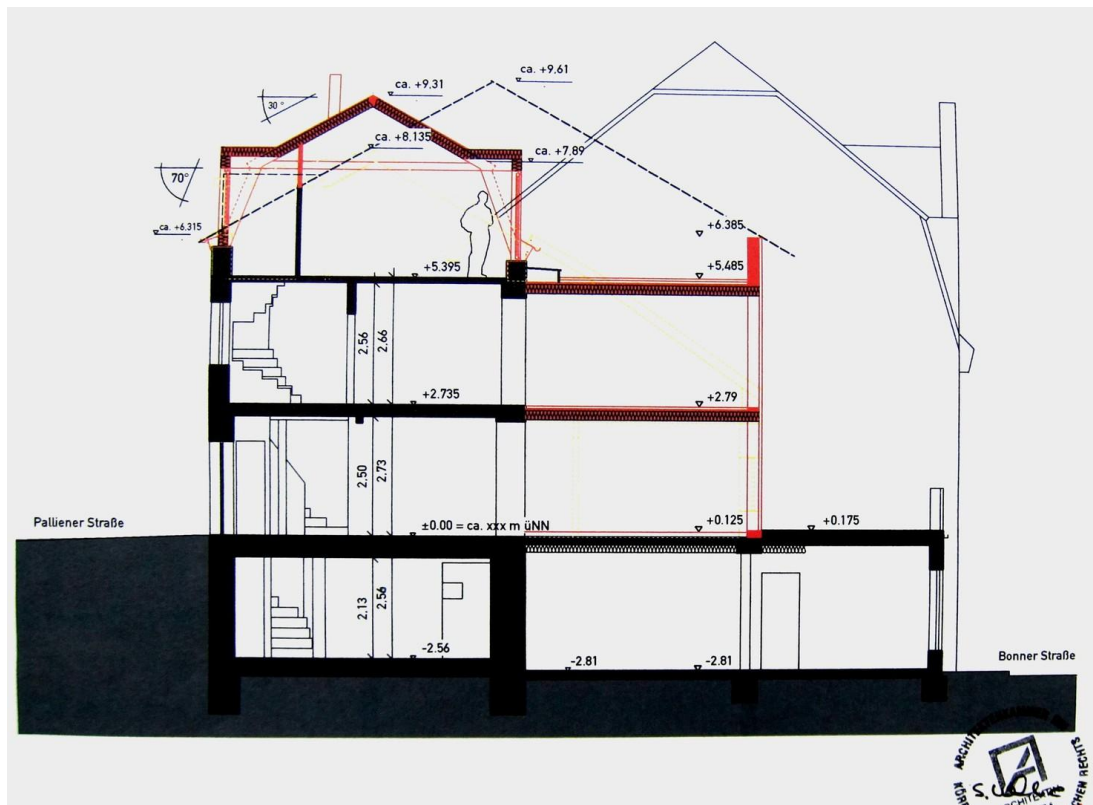 ca. +9,61
ca. +9,31
30°
ca. +8,135
ca. +7.89
70°
ca. +6,315
+6.385
+5.395
+5,485
2.56
2.66
+2.735
+2.79
2.50
2.73
Palliener Straße
±0.00 = ca. xxx m üNN
+0.125
+0.175
2.13
2.56
-2.56
-2.81
-2.81
Bonner Straße